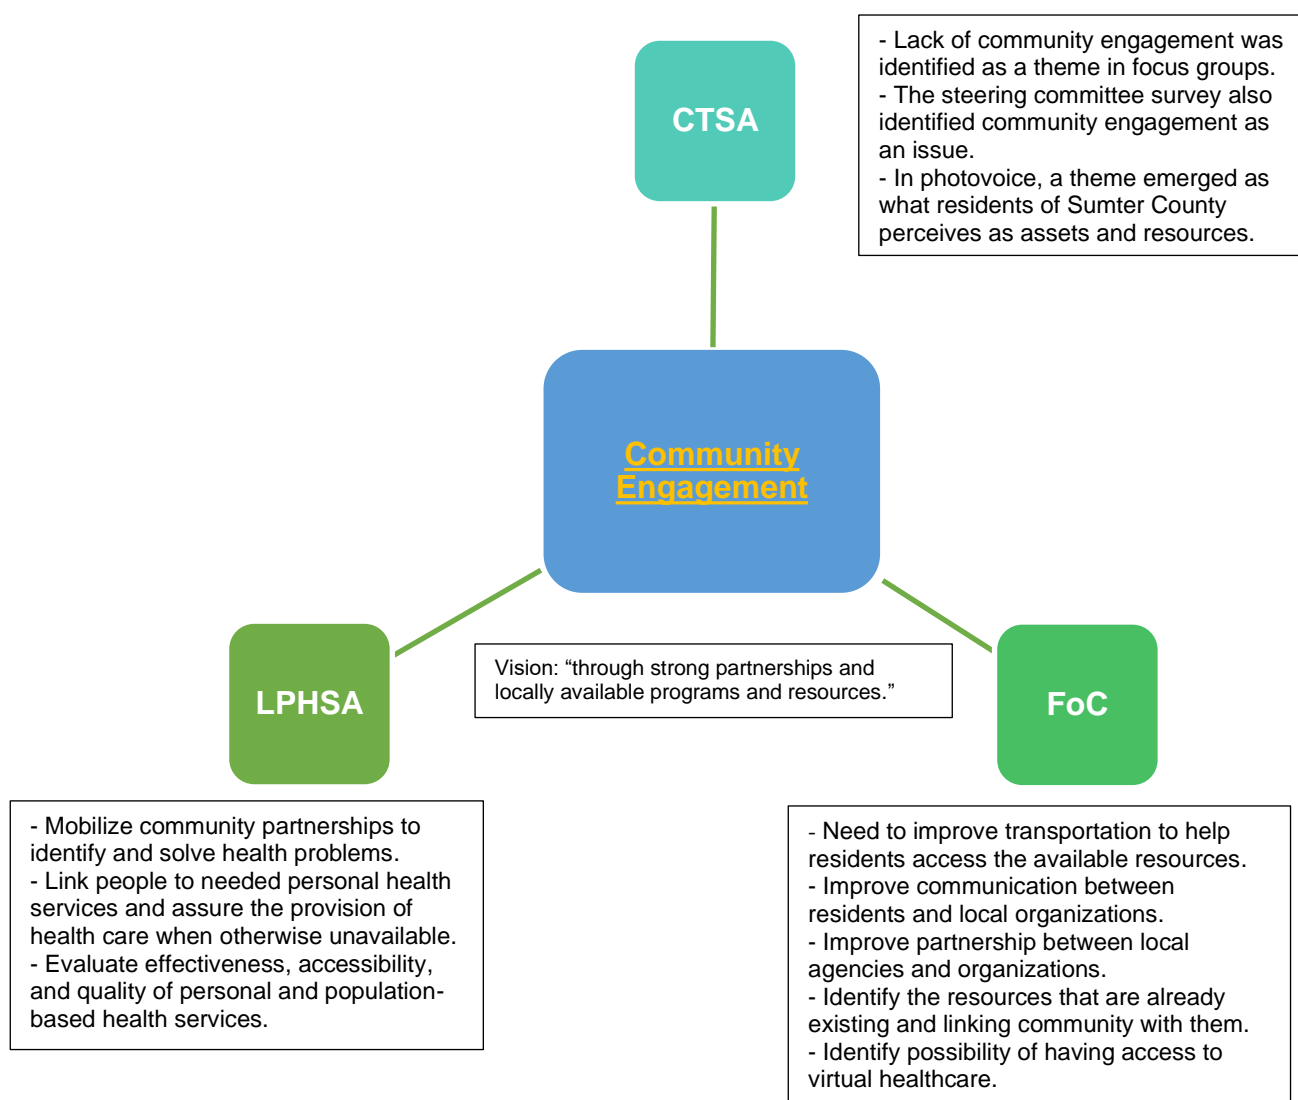 CTSA
- Lack of community engagement was
identified as a theme in focus groups.
- The steering committee survey also
identified community engagement as
an issue.
- In photovoice, a theme emerged as
what residents of Sumter County
perceives as assets and resources.
Community
Engagement
LPHSA
Vision: “through strong partnerships and
locally available programs and resources.”
FoC
- Mobilize community partnerships to
identify and solve health problems.
- Link people to needed personal health
services and assure the provision of
health care when otherwise unavailable.
- Evaluate effectiveness, accessibility,
and quality of personal and population-
based health services.
- Need to improve transportation to help
residents access the available resources.
- Improve communication between
residents and local organizations.
- Improve partnership between local
agencies and organizations.
- Identify the resources that are already
existing and linking community with them.
- Identify possibility of having access to
virtual healthcare.